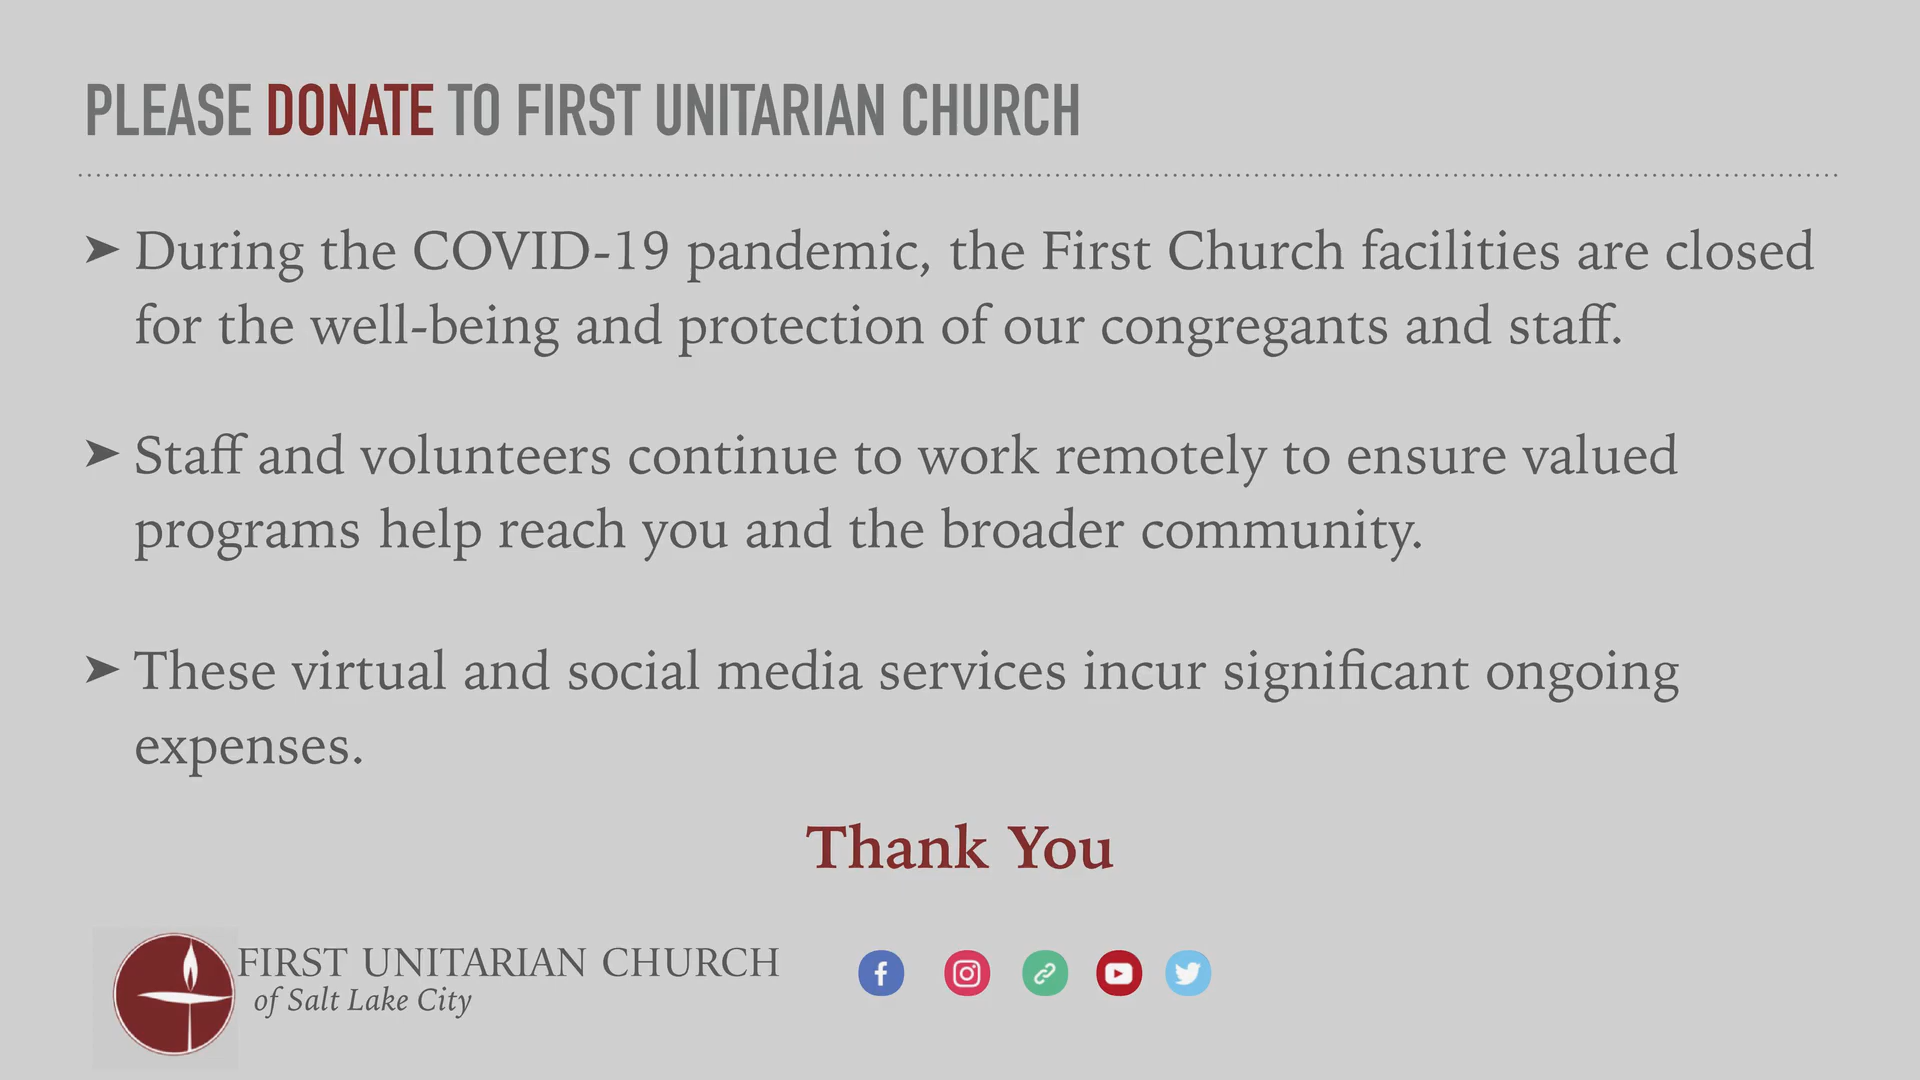 PLEASE DONATE TO FIRST UNITARIAN CHURCH
➤ During the COVID-19 pandemic, the First Church facilities are closed
for the well-being and protection of our congregants and staff.
➤ Staff and volunteers continue to work remotely to ensure valued
programs help reach you and the broader community.
➤ These virtual and social media services incur significant ongoing
expenses.
Thank You
FIRST UNITARIAN CHURCH
of Salt Lake City